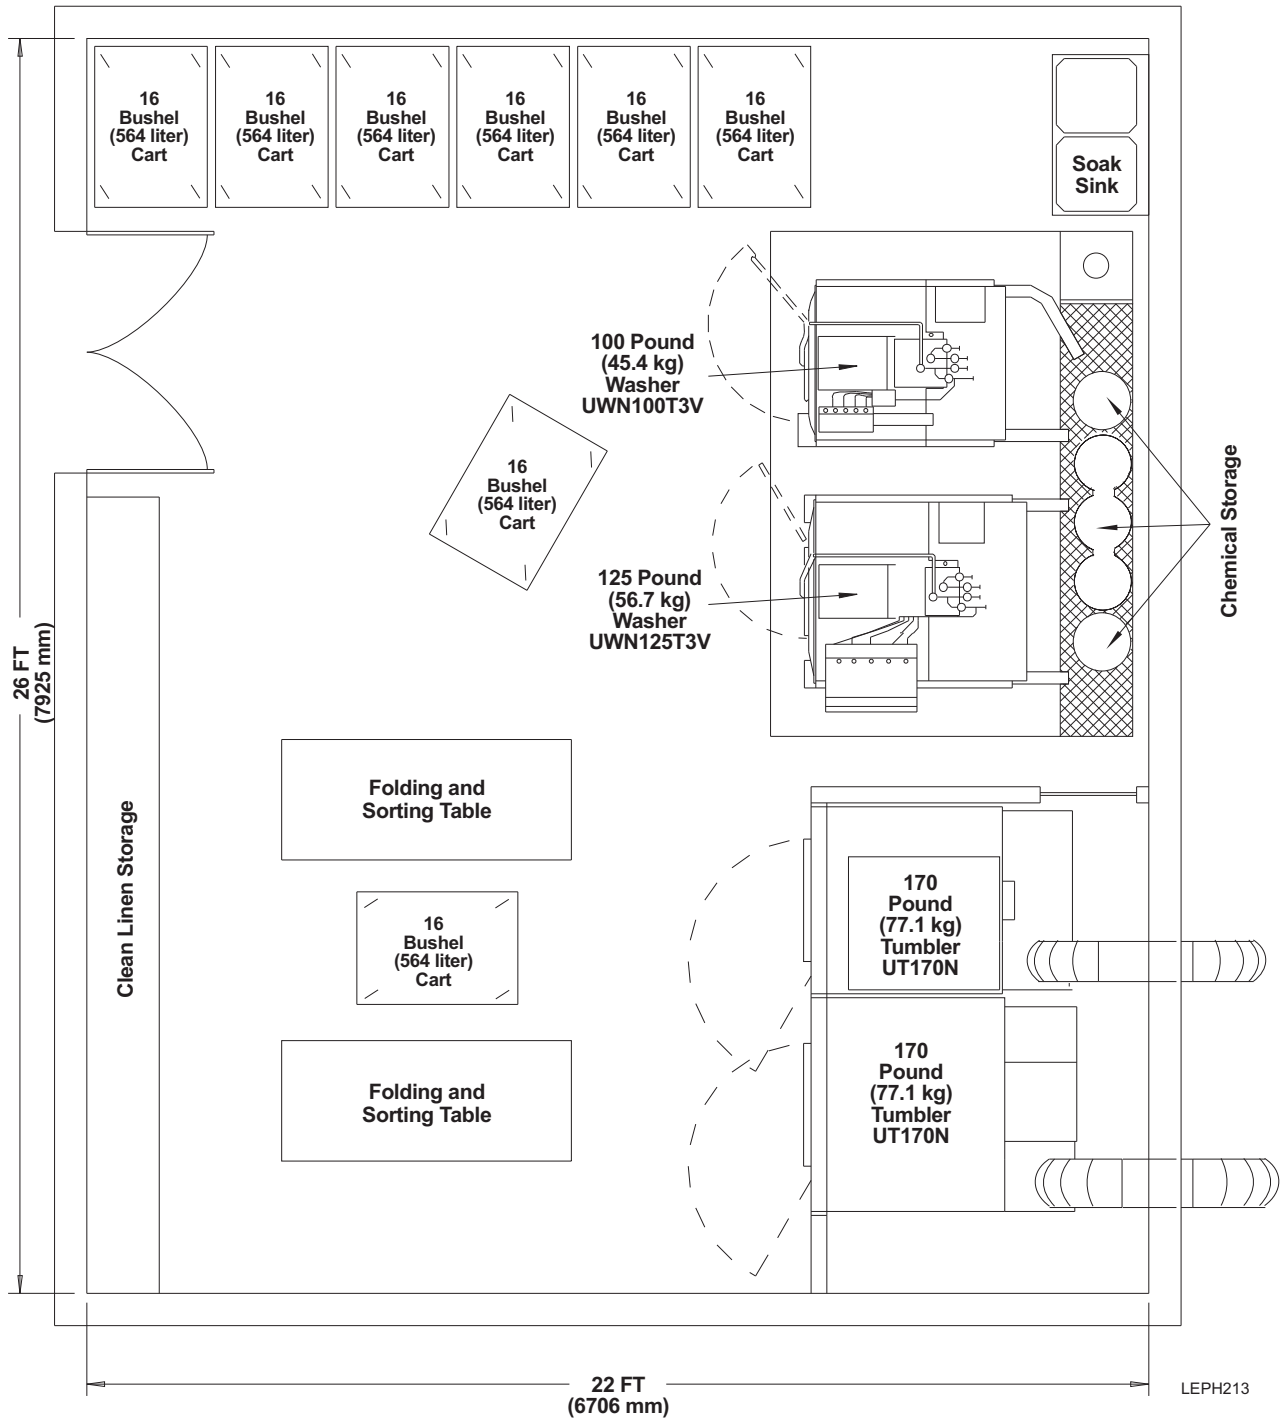 16
Bushel
(564 liter)
Cart
16
Bushel
(564 liter)
Cart
16
Bushel
(564 liter)
Cart
16
Bushel
(564 liter)
Cart
16
Bushel
(564 liter)
Cart
16
Bushel
(564 liter)
Cart
Soak
Sink
100 Pound
(45.4 kg)
Washer
UWN100T3V
16
Bushel
(564 liter)
Cart
125 Pound
(56.7 kg)
Washer
UWN125T3V
Chemical Storage
26 FT
(7925 mm)
Clean Linen Storage
Folding and
Sorting Table
16
Bushel
(564 liter)
Cart
Folding and
Sorting Table
170
Pound
(77.1 kg)
Tumbler
UT170N
170
Pound
(77.1 kg)
Tumbler
UT170N
22 FT
(6706 mm)
LEPH213